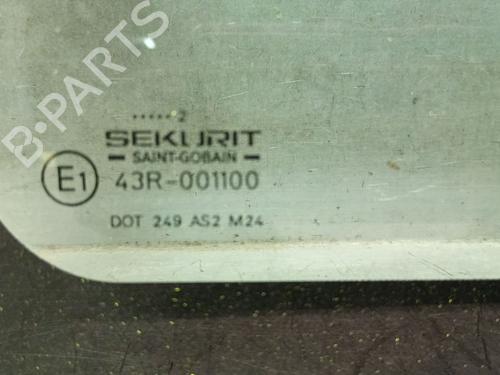 B-PARTS
..... 2
SEKURIT
SAINT-GOBAIN
E1 43R-001100
DOT 249 AS2 M24